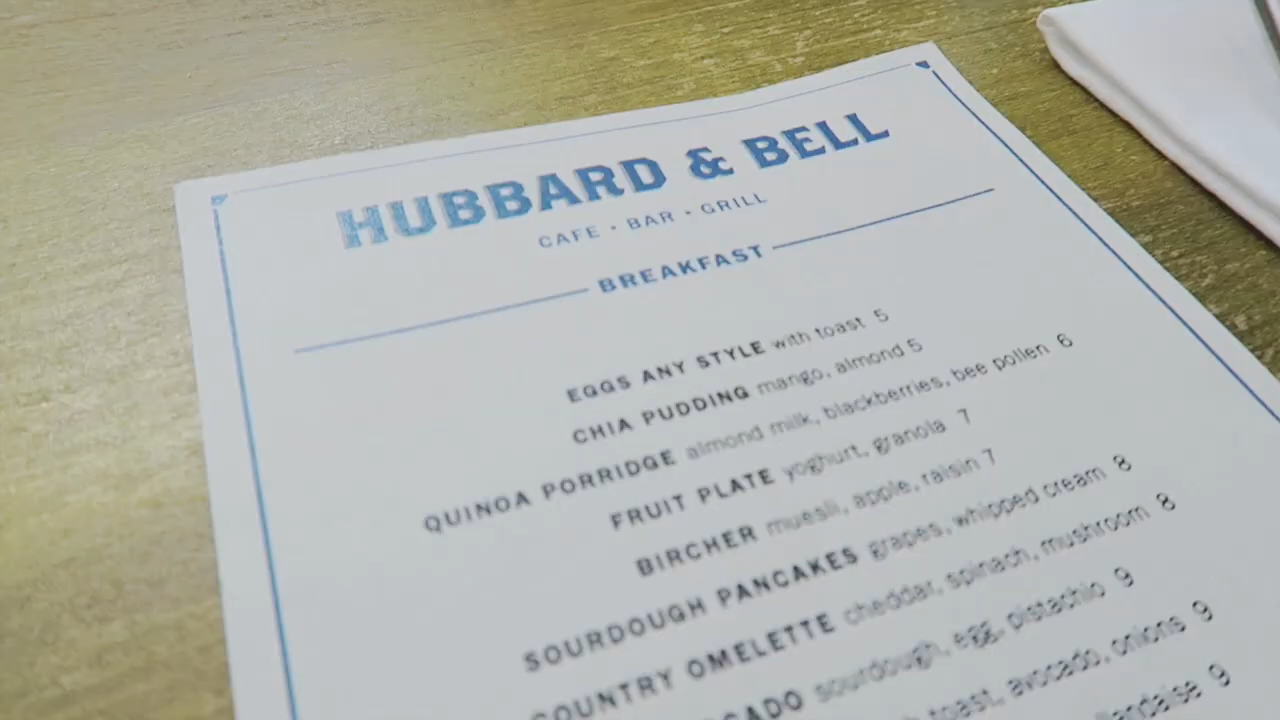 HUBBARD & BELL
CAFE · BAR · GRILL
BREAKFAST
EGGS ANY STYLE with toast 5
CHIA PUDDING mango, almond 5
QUINOA PORRIDGE almond milk, blackberries, bee pollen 6
FRUIT PLATE yoghurt, granola 7
BIRCHER muesli, apple, raisin 7
SOURDOUGH PANCAKES grapes, whipped cream 8
COUNTRY OMELETTE cheddar, spinach, mushroom 8
sourdough, egg, pistachio 9
toast, avocado, onions 9
9